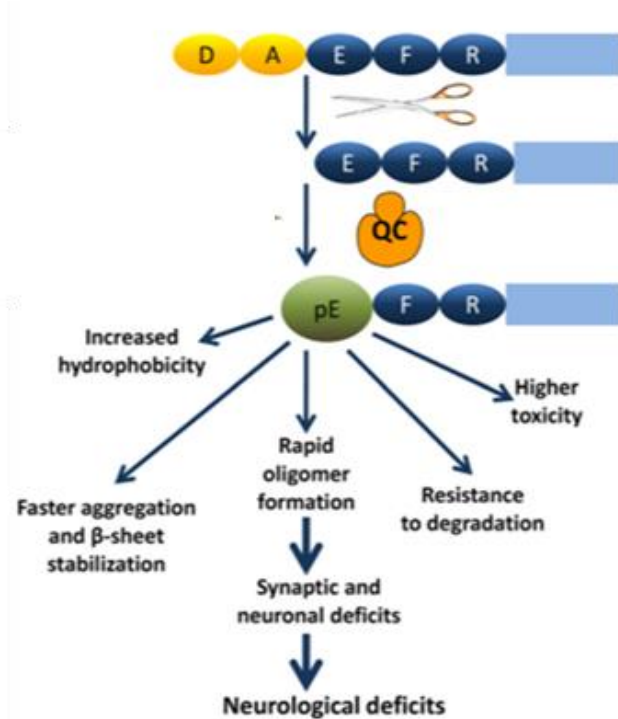 D A E F R
E F R
QC
pE F R
Increased
hydrophobicity
Higher
toxicity
Rapid
oligomer
formation
Faster aggregation
and β-sheet
stabilization
Resistance
to degradation
Synaptic and
neuronal deficits
Neurological deficits